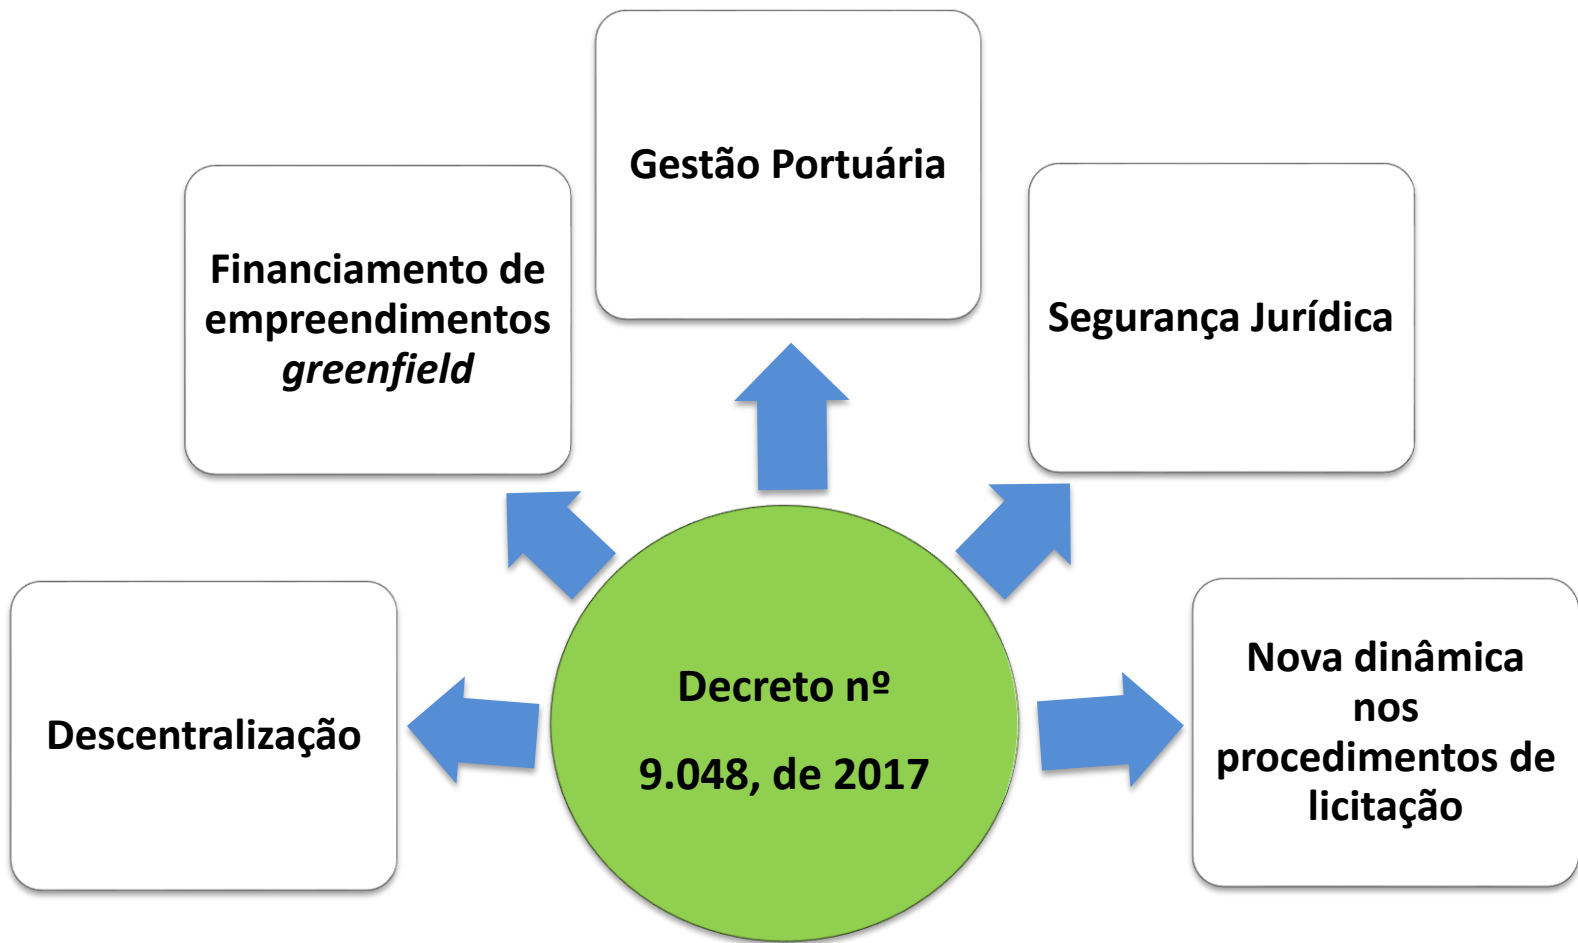 Gestão Portuária
Financiamento de
empreendimentos
greenfield
Segurança Jurídica
Descentralização
Decreto nº
9.048, de 2017
Nova dinâmica
nos
procedimentos de
licitação